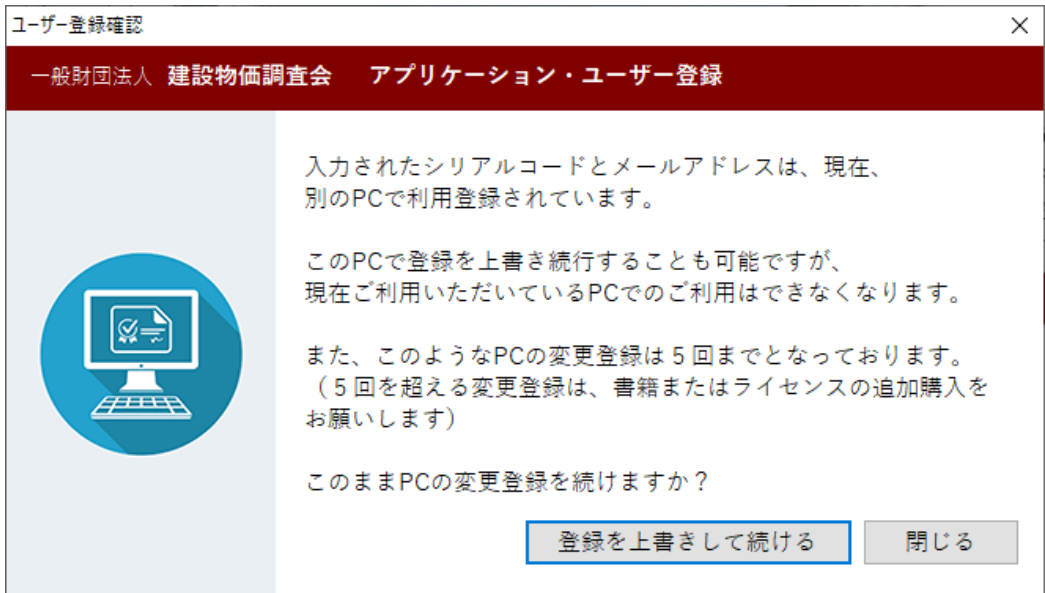 ユーザー登録確認
一般財団法人 建設物価調査会 アプリケーション・ユーザー登録
入力されたシリアルコードとメールアドレスは、現在、
別のPCで利用登録されています。
このPCで登録を上書き続行することも可能ですが、
現在ご利用いただいているPCでのご利用はできなくなります。
また、このようなPCの変更登録は５回までとなっております。
（５回を超える変更登録は、書籍またはライセンスの追加購入を
お願いします）
このままPCの変更登録を続けますか？
登録を上書きして続ける 閉じる